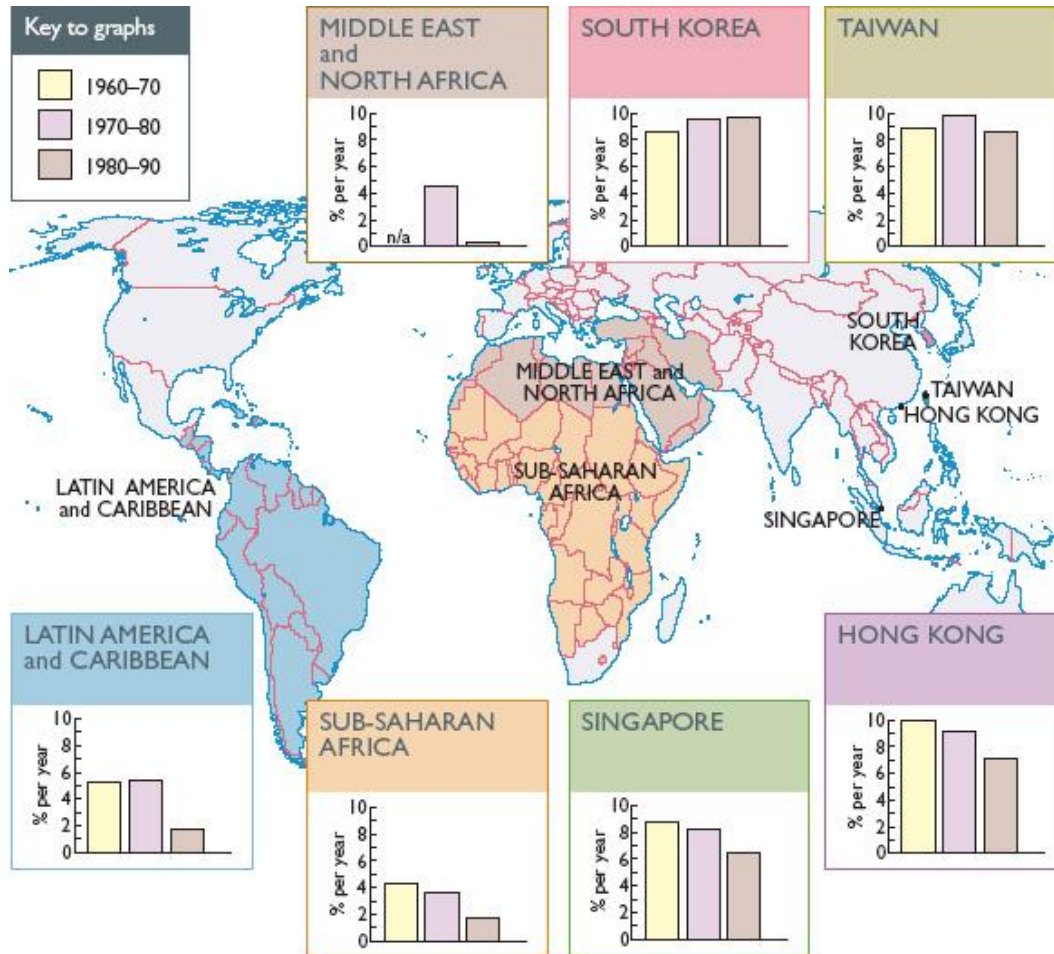 Key to graphs
1960–70
1970–80
1980–90
MIDDLE EAST
and
NORTH AFRICA
% per year
10
8
6
4
2
0
n/a
SOUTH KOREA
% per year
10
8
6
4
2
0
TAIWAN
% per year
10
8
6
4
2
0
SOUTH
KOREA
MIDDLE EAST and
NORTH AFRICA
TAIWAN
HONG KONG
SUB-SAHARAN
AFRICA
LATIN AMERICA
and CARIBBEAN
SINGAPORE
LATIN AMERICA
and CARIBBEAN
% per year
10
8
6
4
2
0
SUB-SAHARAN
AFRICA
% per year
10
8
6
4
2
0
SINGAPORE
% per year
10
8
6
4
2
0
HONG KONG
% per year
10
8
6
4
2
0